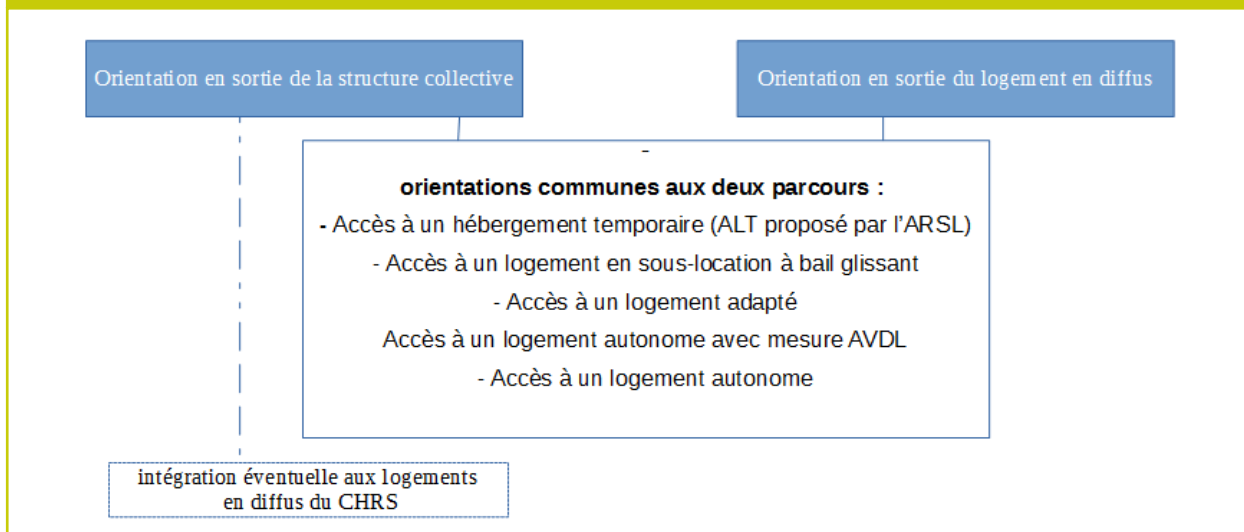 Orientation en sortie de la structure collective
Orientation en sortie du logement en diffus
-
orientations communes aux deux parcours :
- Accès à un hébergement temporaire (ALT proposé par l’ARSL)
- Accès à un logement en sous-location à bail glissant
- Accès à un logement adapté
Accès à un logement autonome avec mesure AVDL
- Accès à un logement autonome
intégration éventuelle aux logements
en diffus du CHRS